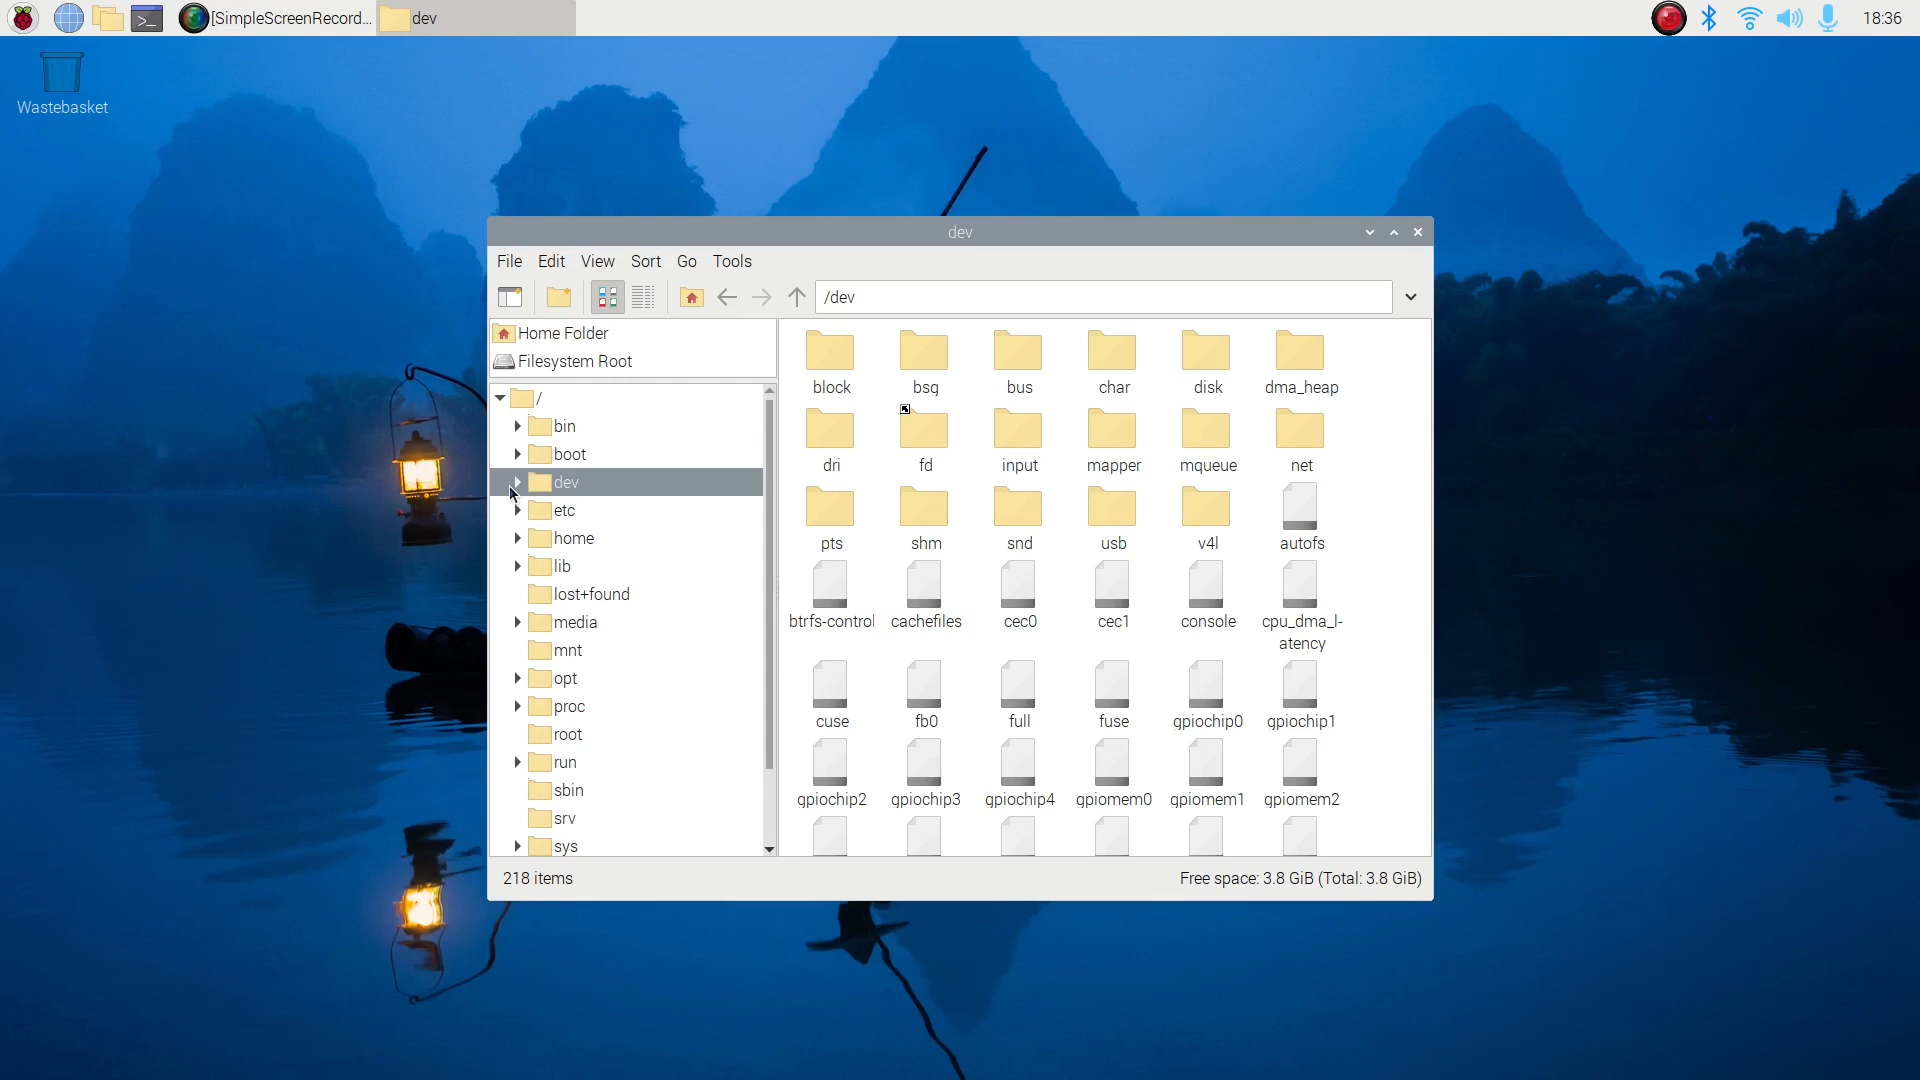 [SimpleScreenRecord...
dev
18:36
Wastebasket
dev
File Edit View Sort Go Tools
/dev
Home Folder
Filesystem Root
/
bin
boot
dev
etc
home
lib
lost+found
media
mnt
opt
proc
root
run
sbin
srv
sys
block bsg bus char disk dma_heap
dri fd input mapper mqueue net
pts shm snd usb v4l autofs
btrfs-control cachefiles cec0 cec1 console cpu_dma_l-
atency
cuse fb0 full fuse gpiochip0 gpiochip1
gpiochip2 gpiochip3 gpiochip4 gpiomem0 gpiomem1 gpiomem2
218 items
Free space: 3.8 GiB (Total: 3.8 GiB)